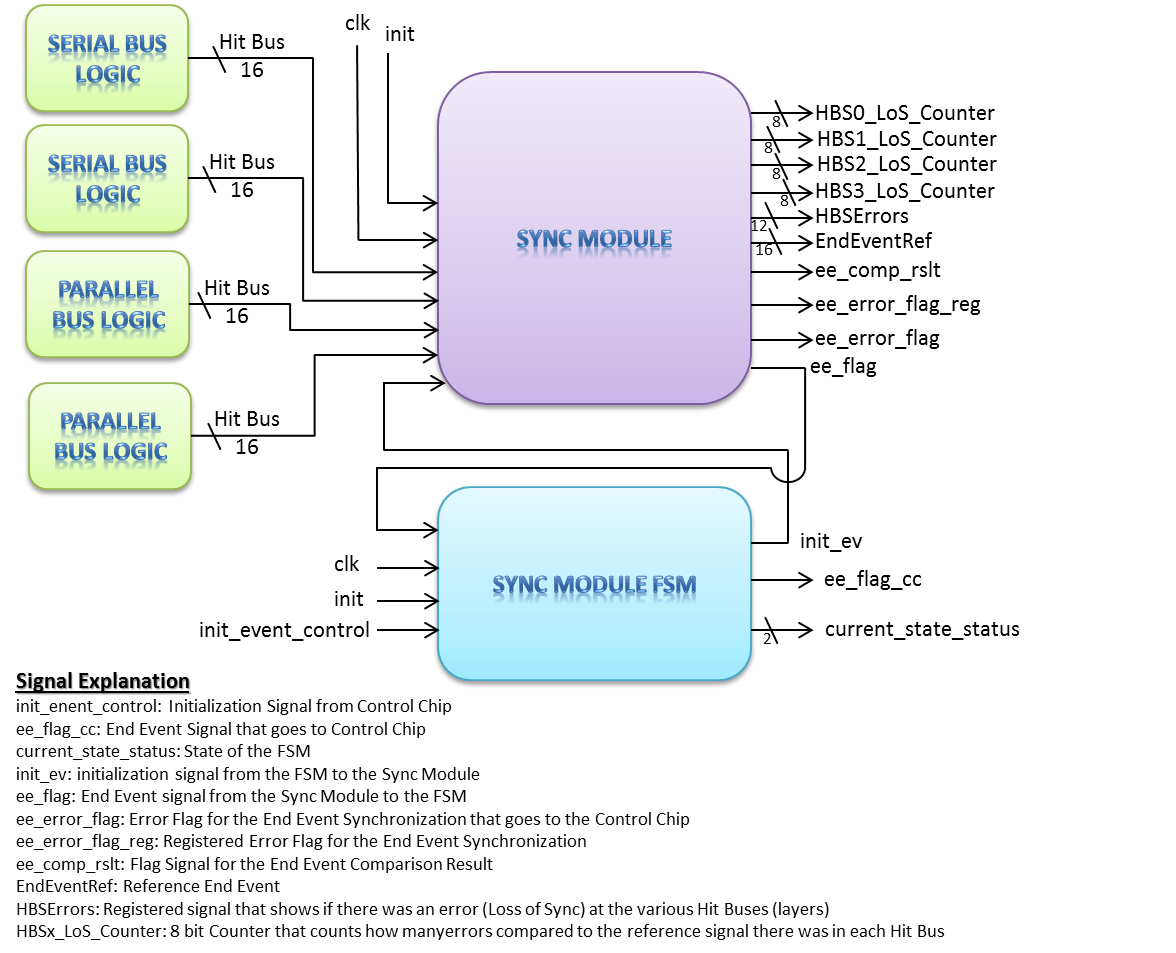 SERIAL BUS
LOGIC
Hit Bus
16
SERIAL BUS
LOGIC
Hit Bus
16
PARALLEL
BUS LOGIC
Hit Bus
16
PARALLEL
BUS LOGIC
Hit Bus
16
clk
init
SYNC MODULE
8
HBS0_LoS_Counter
8
HBS1_LoS_Counter
8
HBS2_LoS_Counter
8
HBS3_LoS_Counter
12
HBSErrors
16
EndEventRef
ee_comp_rslt
ee_error_flag_reg
ee_error_flag
ee_flag
clk
init
init_event_control
SYNC MODULE FSM
init_ev
ee_flag_cc
2
current_state_status
Signal Explanation
init_enent_control: Initialization Signal from Control Chip
ee_flag_cc: End Event Signal that goes to Control Chip
current_state_status: State of the FSM
init_ev: initialization signal from the FSM to the Sync Module
ee_flag: End Event signal from the Sync Module to the FSM
ee_error_flag: Error Flag for the End Event Synchronization that goes to the Control Chip
ee_error_flag_reg: Registered Error Flag for the End Event Synchronization
ee_comp_rslt: Flag Signal for the End Event Comparison Result
EndEventRef: Reference End Event
HBSErrors: Registered signal that shows if there was an error (Loss of Sync) at the various Hit Buses (layers)
HBSx_LoS_Counter: 8 bit Counter that counts how manyerrors compared to the reference signal there was in each Hit Bus